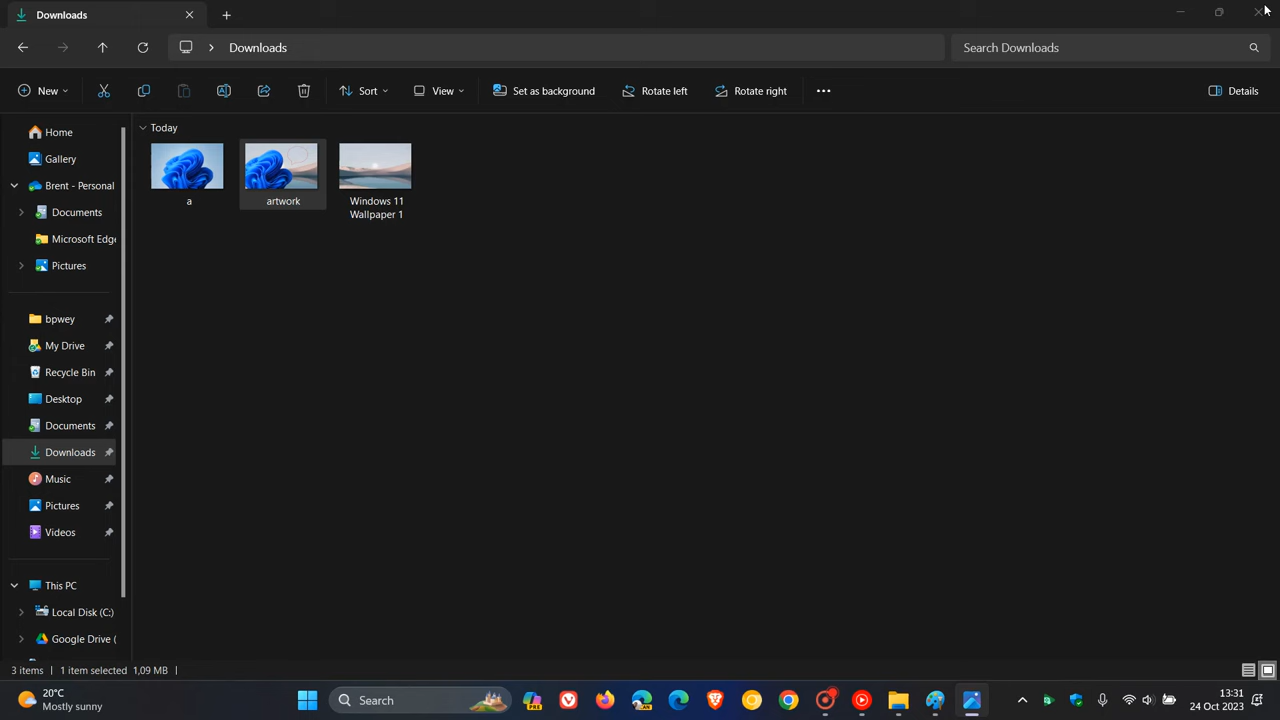 Downloads
Downloads
Search Downloads
New
Sort
View
Set as background
Rotate left
Rotate right
Details
Home
Gallery
Brent - Personal
Documents
Microsoft Edge
Pictures
bpwey
My Drive
Recycle Bin
Desktop
Documents
Downloads
Music
Pictures
Videos
This PC
Local Disk (C:)
Google Drive (
Today
a
artwork
Windows 11
Wallpaper 1
3 items
1 item selected 1,09 MB
20°C
Mostly sunny
Search
PRE
CAN
13:31
24 Oct 2023